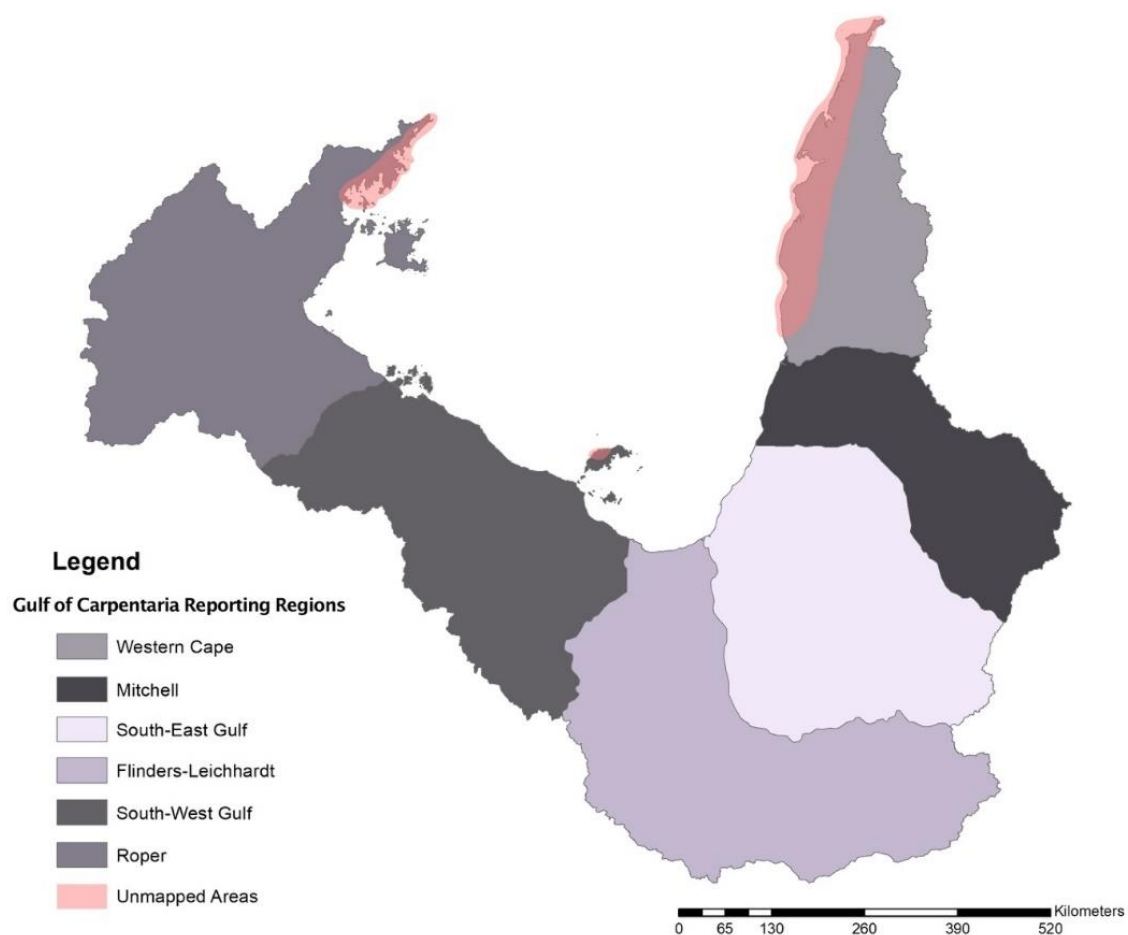 Legend
Gulf of Carpentaria Reporting Regions
Western Cape
Mitchell
South-East Gulf
Flinders-Leichhardt
South-West Gulf
Roper
Unmapped Areas
Kilometers
0 65 130 260 390 520